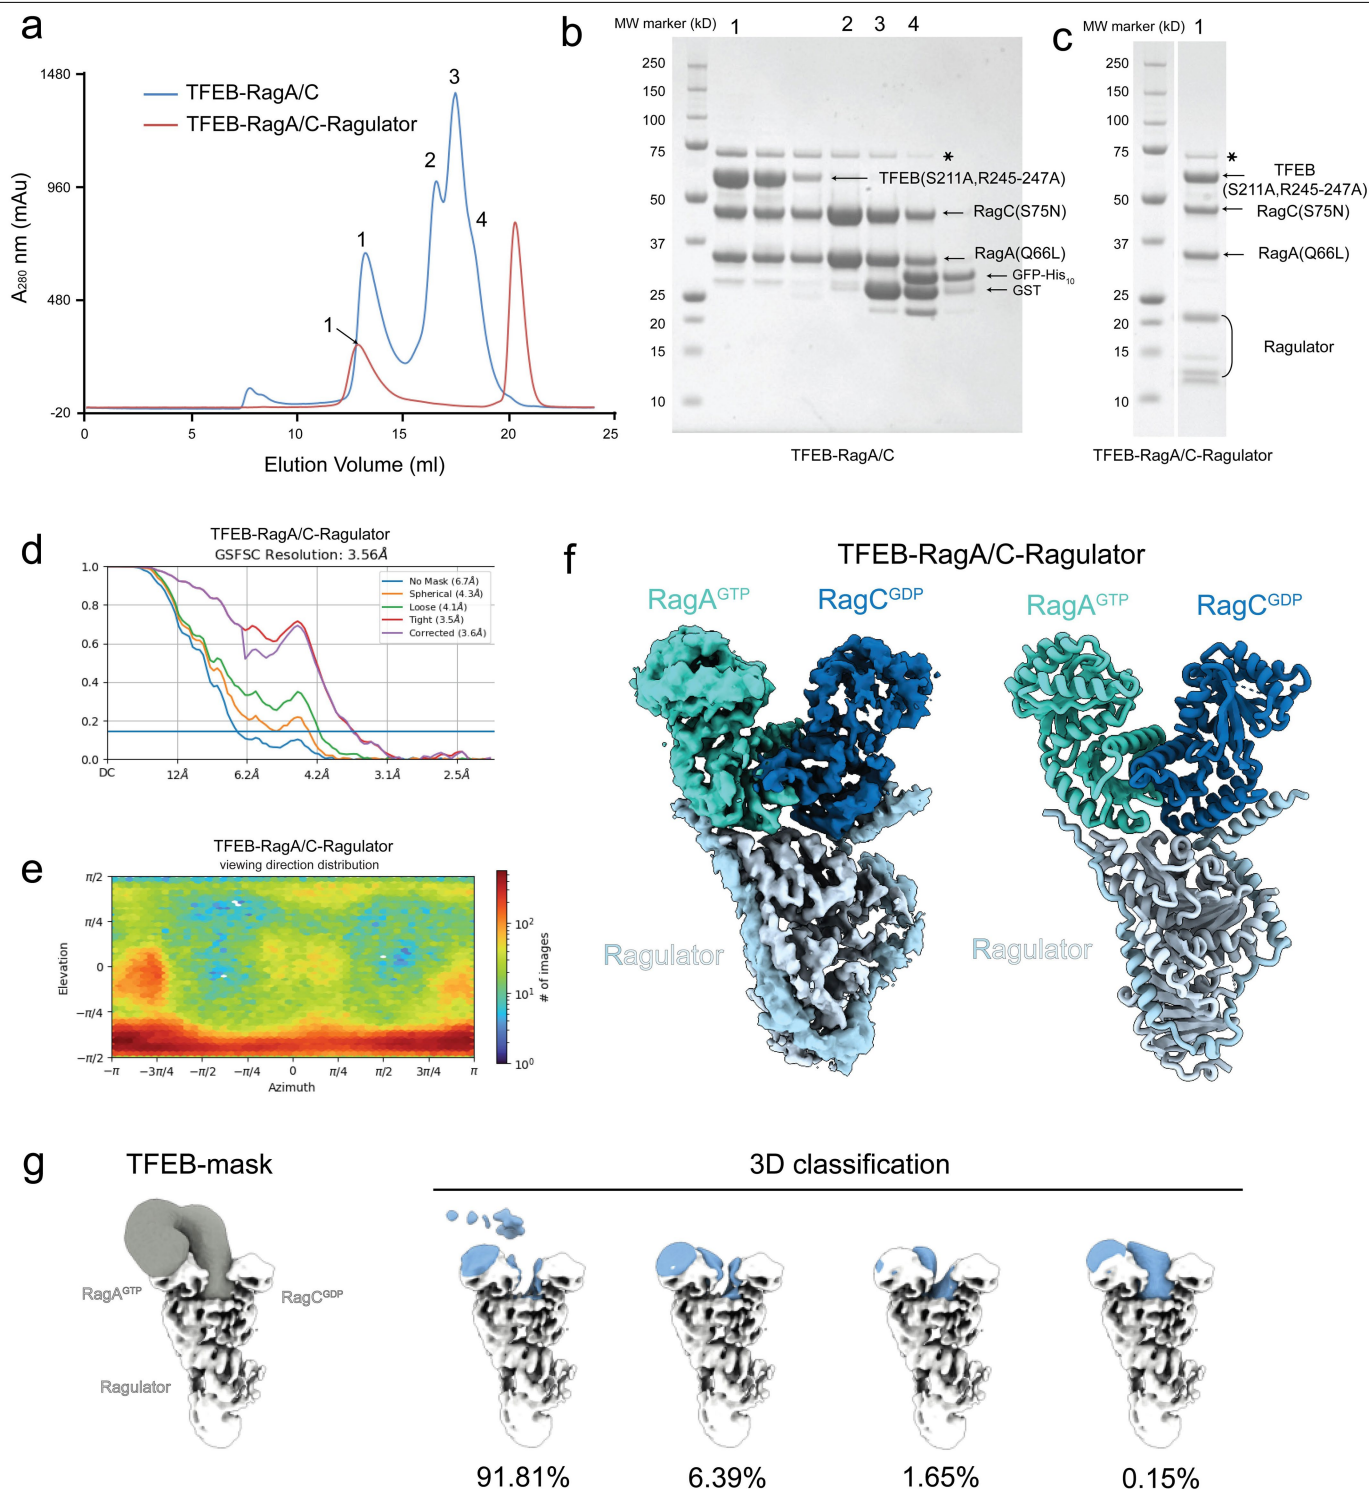 a
1480
960
480
-20
A280 nm (mAu)
TFEB-RagA/C
TFEB-RagA/C-Ragulator
1
1
2
3
4
0
5
10
15
20
25
Elution Volume (ml)
b
MW marker (kD)
1
2
3
4
250
150
100
75
50
37
25
20
15
10
*
TFEB(S211A,R245-247A)
RagC(S75N)
RagA(Q66L)
GFP-His10
GST
TFEB-RagA/C
c
MW marker (kD)
1
250
150
100
75
50
37
25
20
15
10
*
TFEB
(S211A,R245-247A)
RagC(S75N)
RagA(Q66L)
Ragulator
TFEB-RagA/C-Ragulator
d
TFEB-RagA/C-Ragulator
GSFSC Resolution: 3.56Å
1.0
0.8
0.6
0.4
0.2
0.0
No Mask (6.7Å)
Spherical (4.3Å)
Loose (4.1Å)
Tight (3.5Å)
Corrected (3.6Å)
DC
12Å
6.2Å
4.2Å
3.1Å
2.5Å
e
TFEB-RagA/C-Ragulator
viewing direction distribution
π/2
π/4
0
−π/4
−π/2
Elevation
−π
−3π/4
−π/2
−π/4
0
π/4
π/2
3π/4
π
Azimuth
10²
10¹
10⁰
# of images
f
TFEB-RagA/C-Ragulator
RagAGTP
RagCGDP
RagAGTP
RagCGDP
Ragulator
Ragulator
g
TFEB-mask
3D classification
RagAGTP
RagCGDP
Ragulator
91.81%
6.39%
1.65%
0.15%